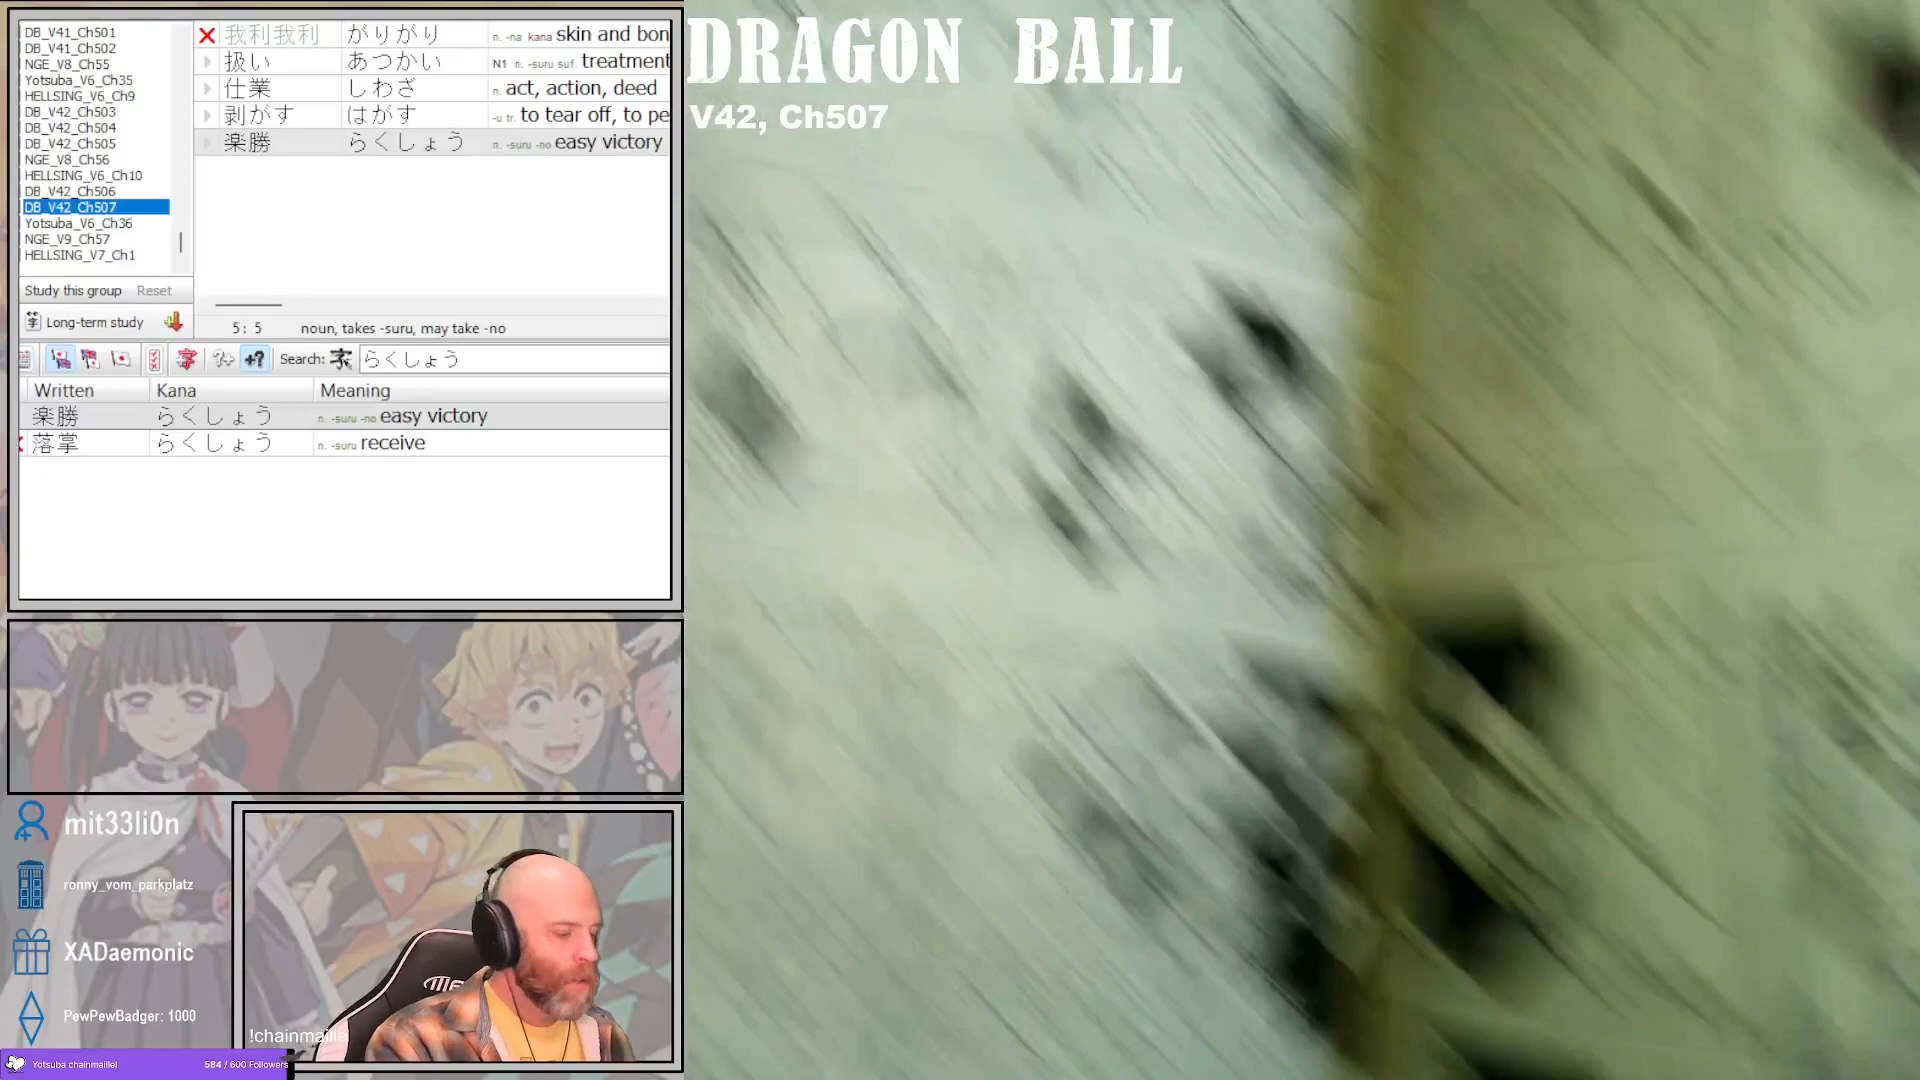 DB_V41_Ch501
DB_V41_Ch502
NGE_V8_Ch55
Yotsuba_V6_Ch35
HELLSING_V6_Ch9
DB_V42_Ch503
DB_V42_Ch504
DB_V42_Ch505
NGE_V8_Ch56
HELLSING_V6_Ch10
DB_V42_Ch506
DB_V42_Ch507
Yotsuba_V6_Ch36
NGE_V9_Ch57
HELLSING_V7_Ch1
Study this group Reset
Long-term study
我利我利 がりがり n. -na kana skin and bon
扱い あつかい N1 n. -suru suf. treatment
仕業 しわざ n. act, action, deed
剥がす はがす -u tr. to tear off, to pe
楽勝 らくしょう n. -suru -no easy victory
5: 5 noun, takes -suru, may take -no
Search: らくしょう
Written Kana Meaning
楽勝 らくしょう n. -suru -no easy victory
落掌 らくしょう n. -suru receive
DRAGON BALL
V42, Ch507
mit33li0n
ronny_vom_parkplatz
XADaemonic
PewPewBadger: 1000
!chainmaille
Yotsuba chainmaille! 584 / 600 Followers